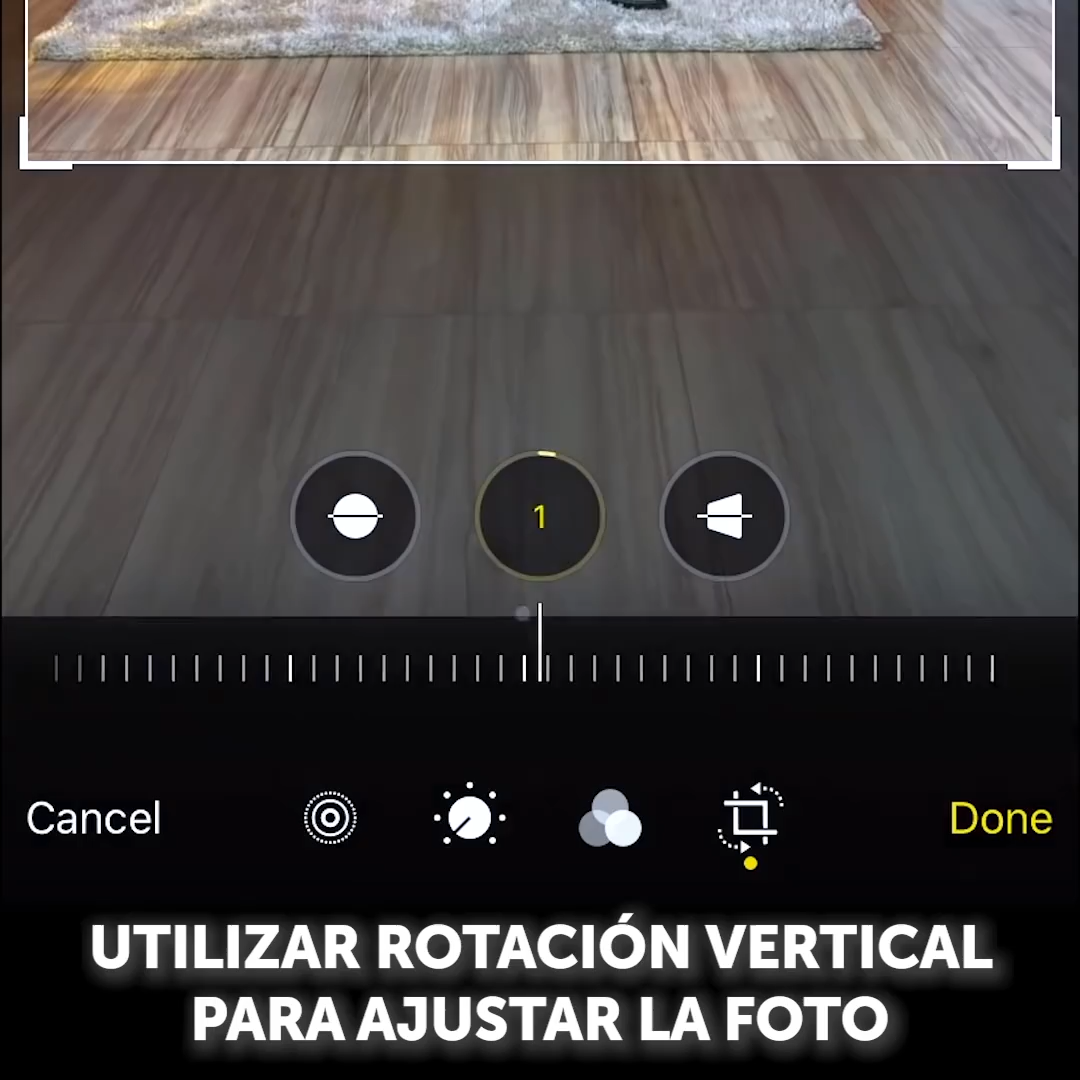 1
Cancel
Done
UTILIZAR ROTACIÓN VERTICAL
PARA AJUSTAR LA FOTO